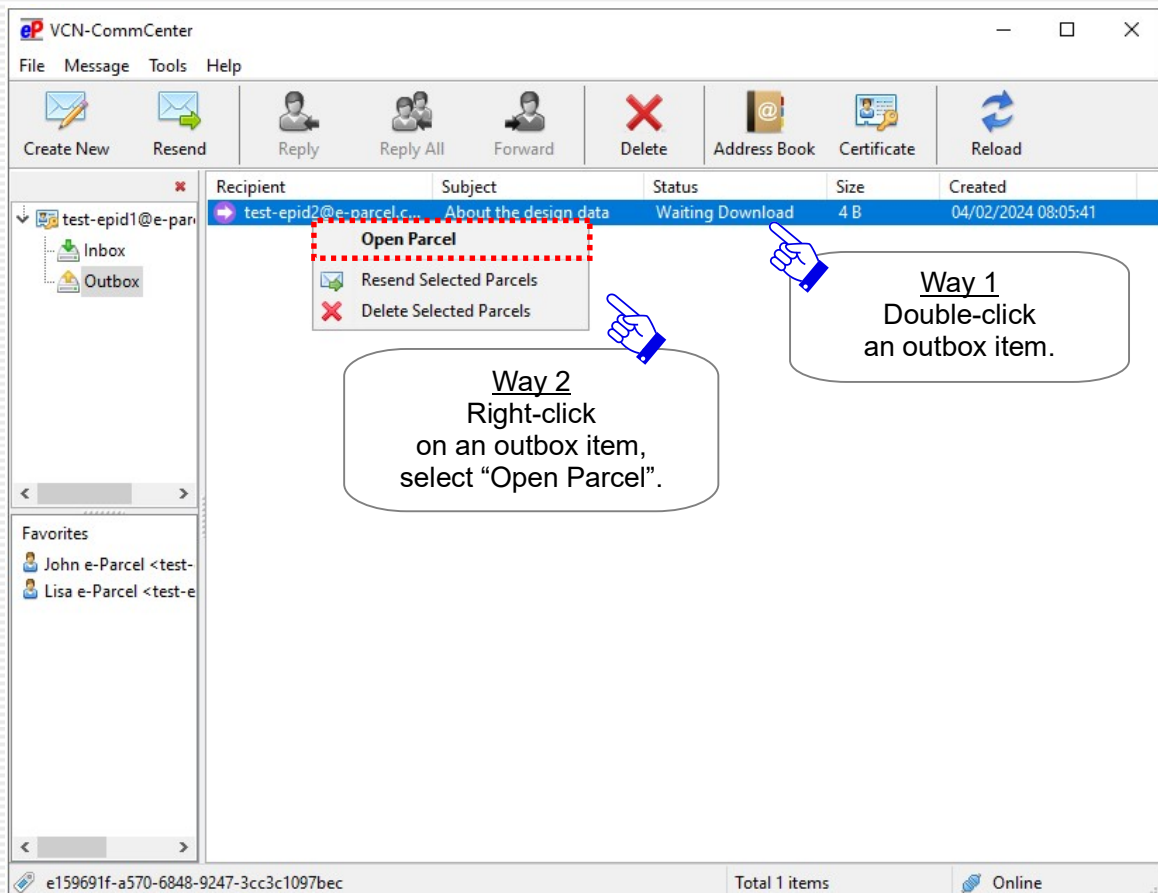 eP VCN-CommCenter
File Message Tools Help
Create New Resend Reply Reply All Forward Delete Address Book Certificate Reload
Recipient Subject Status Size Created
test-epid1@e-par
test-epid2@e-parcel.c... About the design data Waiting Download 4 B 04/02/2024 08:05:41
Inbox
Outbox
Open Parcel
Resend Selected Parcels
Delete Selected Parcels
Way 1
Double-click
an outbox item.
Way 2
Right-click
on an outbox item,
select “Open Parcel”.
Favorites
John e-Parcel <test-
Lisa e-Parcel <test-e
e159691f-a570-6848-9247-3cc3c1097bec Total 1 items Online